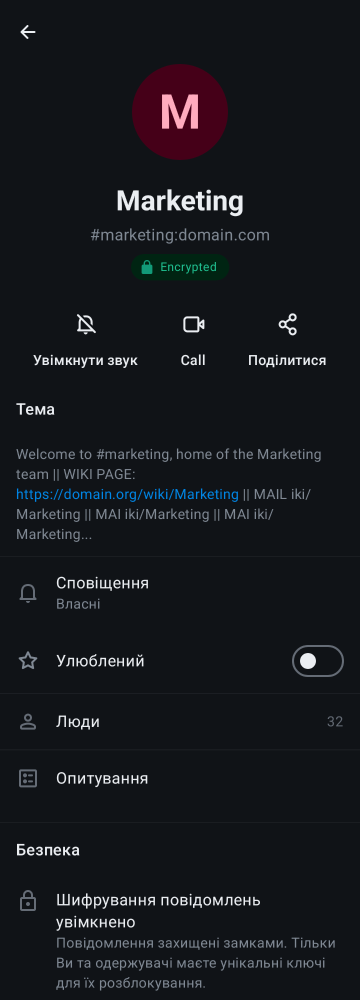 M
Marketing
#marketing:domain.com
Encrypted
Увімкнути звук
Call
Поділитися
Тема
Welcome to #marketing, home of the Marketing
team || WIKI PAGE:
https://domain.org/wiki/Marketing || MAIL iki/
Marketing || MAI iki/Marketing || MAI iki/
Marketing...
Сповіщення
Власні
Улюблений
Люди
32
Опитування
Безпека
Шифрування повідомлень
увімкнено
Повідомлення захищені замками. Тільки
Ви та одержувачі маєте унікальні ключі
для їх розблокування.